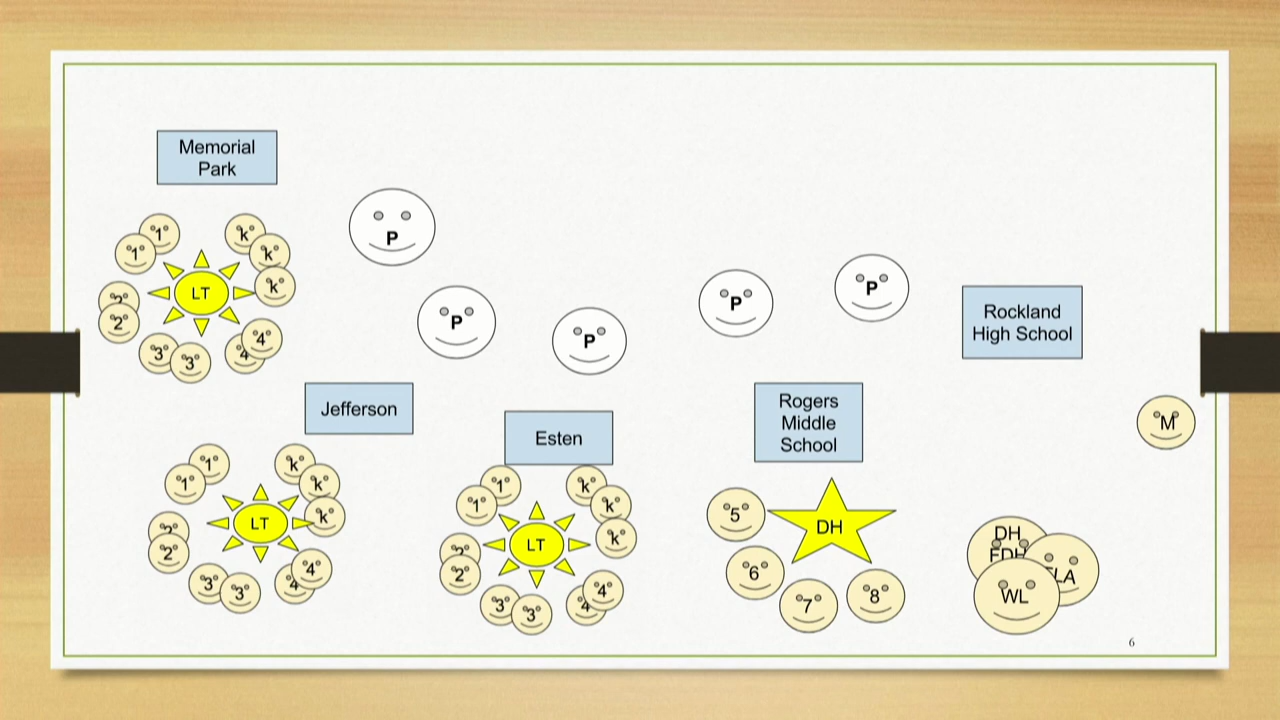 Memorial
Park
1
1
k
k
k
LT
2
2
3
3
4
4
P
P
P
P
P
Rockland
High School
Jefferson
Esten
Rogers
Middle
School
M
1
1
k
k
k
LT
2
2
3
3
4
4
1
1
k
k
k
LT
2
2
3
3
4
4
5
DH
6
7
8
DH
WL
6